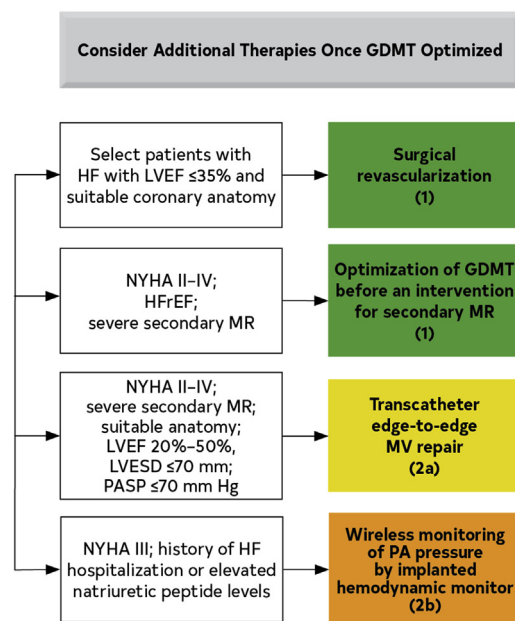 Consider Additional Therapies Once GDMT Optimized
Select patients with
HF with LVEF ≤35% and
suitable coronary anatomy
Surgical
revascularization
(1)
NYHA II–IV;
HFrEF;
severe secondary MR
Optimization of GDMT
before an intervention
for secondary MR
(1)
NYHA II–IV;
severe secondary MR;
suitable anatomy;
LVEF 20%–50%,
LVESD ≤70 mm;
PASP ≤70 mm Hg
Transcatheter
edge-to-edge
MV repair
(2a)
NYHA III; history of HF
hospitalization or elevated
natriuretic peptide levels
Wireless monitoring
of PA pressure
by implanted
hemodynamic monitor
(2b)